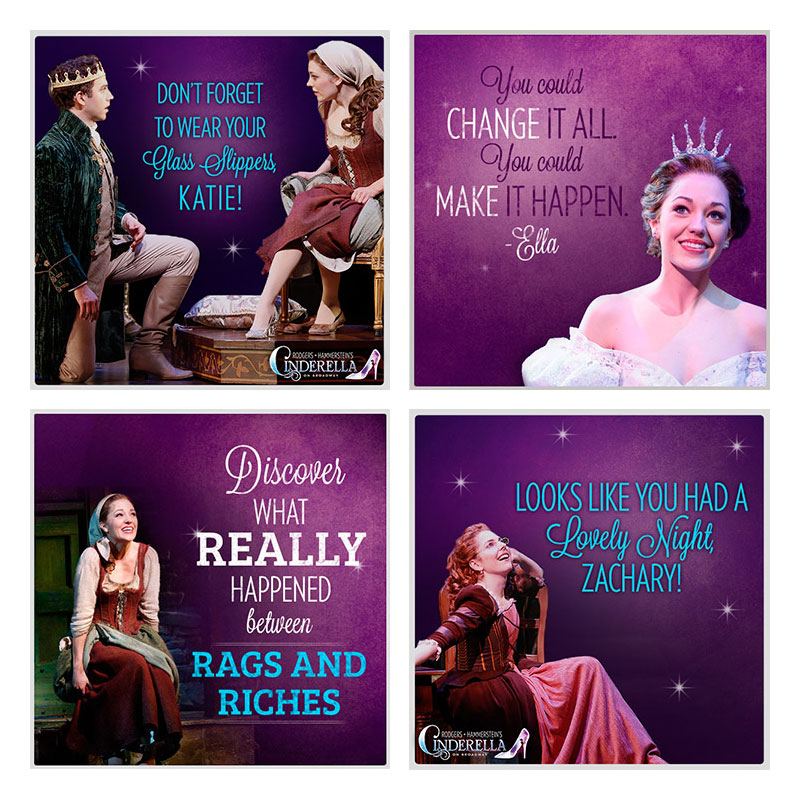 DON'T FORGET
TO WEAR YOUR
Glass Slippers,
KATIE!
RODGERS + HAMMERSTEIN'S
CINDERELLA
ON BROADWAY
You could
CHANGE IT ALL.
You could
MAKE IT HAPPEN.
-Ella
Discover
WHAT
REALLY
HAPPENED
between
RAGS AND
RICHES
LOOKS LIKE YOU HAD A
Lovely Night,
ZACHARY!
RODGERS + HAMMERSTEIN'S
CINDERELLA
ON BROADWAY